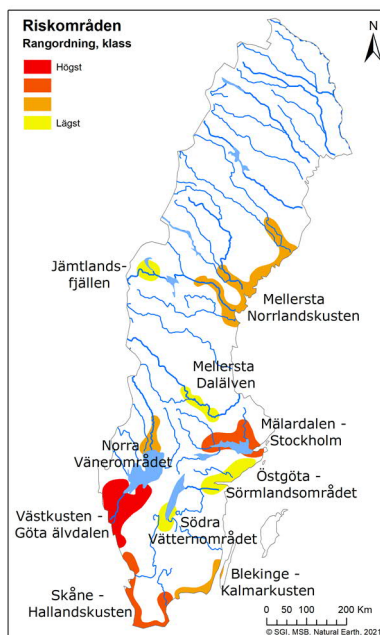 Riskområden
Rangordning, klass
Högst
Lägst
N
Jämtlands-
fjällen
Mellersta
Norrlandskusten
Mellersta
Dalälven
Mälardalen -
Stockholm
Norra
Vänerområdet
Östgöta -
Sörmlandsområdet
Västkusten -
Göta älvdalen
Södra
Vätternområdet
Blekinge -
Kalmarkusten
Skåne -
Hallandskusten
0 50 100 200 Km
© SGI, MSB, Natural Earth, 2021